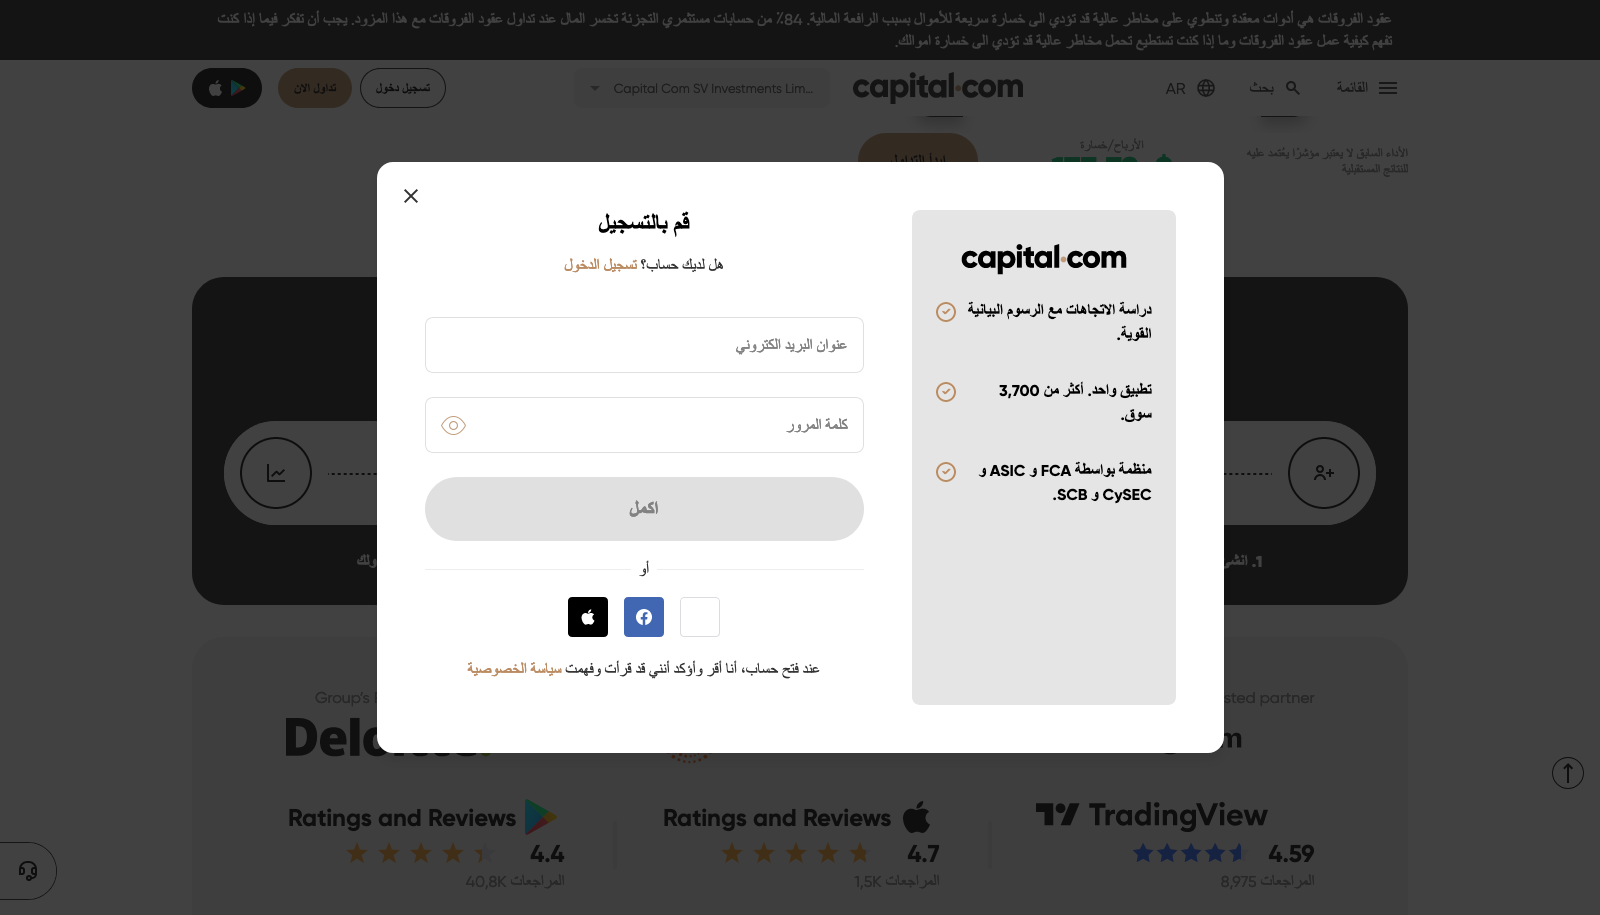 عقود الفروقات هي أدوات معقدة وتنطوي على مخاطر عالية قد تؤدي الى خسارة سريعة للأموال بسبب الرافعة المالية. 84٪ من حسابات مستثمري التجزئة تخسر المال عند تداول عقود الفروقات مع هذا المزود. يجب أن تفكر فيما إذا كنت
تفهم كيفية عمل عقود الفروقات وما إذا كنت تستطيع تحمل مخاطر عالية قد تؤدي الى خسارة اموالك.
القائمة
بحث
AR
capital.com
Capital Com SV Investments Lim...
تسجيل دخول
تداول الان
الأداء السابق لا يعتبر مؤشرًا يعتمد عليه
للنتائج المستقبلية
الأرباح/خسارة
capital.com
دراسة الاتجاهات مع الرسوم البيانية
القوية.
تطبيق واحد. أكثر من 3,700
سوق.
منظمة بواسطة FCA و ASIC و
CySEC و SCB.
قم بالتسجيل
هل لديك حساب؟ تسجيل الدخول
عنوان البريد الكتروني
كلمة المرور
اكمل
أو
عند فتح حساب، أنا أقر وأؤكد أنني قد قرأت وفهمت سياسة الخصوصية
partner
Group's
TradingView
4.59
المراجعات 8,975
Ratings and Reviews
4.7
المراجعات 1,5K
Ratings and Reviews
4.4
المراجعات 40,8K